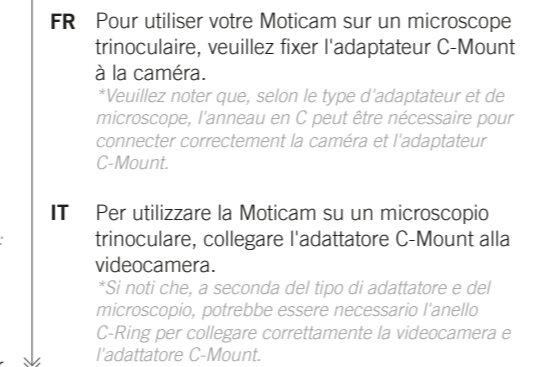 FR Pour utiliser votre Moticam sur un microscope
trinoculaire, veuillez fixer l'adaptateur C-Mount
à la caméra.
*Veuillez noter que, selon le type d'adaptateur et de
microscope, l'anneau en C peut être nécessaire pour
connecter correctement la caméra et l'adaptateur
C-Mount.
IT Per utilizzare la Moticam su un microscopio
trinoculare, collegare l'adattatore C-Mount alla
videocamera.
*Si noti che, a seconda del tipo di adattatore e del
microscopio, potrebbe essere necessario l'anello
C-Ring per collegare correttamente la videocamera e
l'adattatore C-Mount.